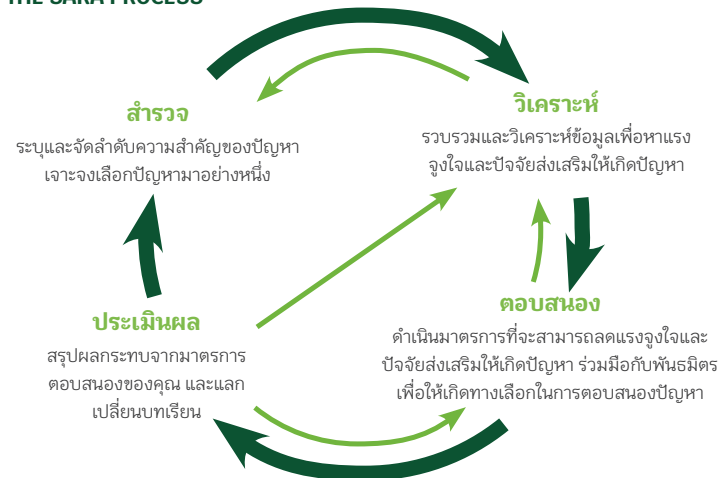 THE SARA PROCESS
สำรวจ
ระบุและจัดลำดับความสำคัญของปัญหา
เจาะจงเลือกปัญหามาอย่างหนึ่ง
วิเคราะห์
รวบรวมและวิเคราะห์ข้อมูลเพื่อหาแรง
จูงใจและปัจจัยส่งเสริมให้เกิดปัญหา
ตอบสนอง
ดำเนินมาตรการที่จะสามารถลดแรงจูงใจและ
ปัจจัยส่งเสริมให้เกิดปัญหา ร่วมมือกับพันธมิตร
เพื่อให้เกิดทางเลือกในการตอบสนองปัญหา
ประเมินผล
สรุปผลกระทบจากมาตรการ
ตอบสนองของคุณ และแลก
เปลี่ยนบทเรียน